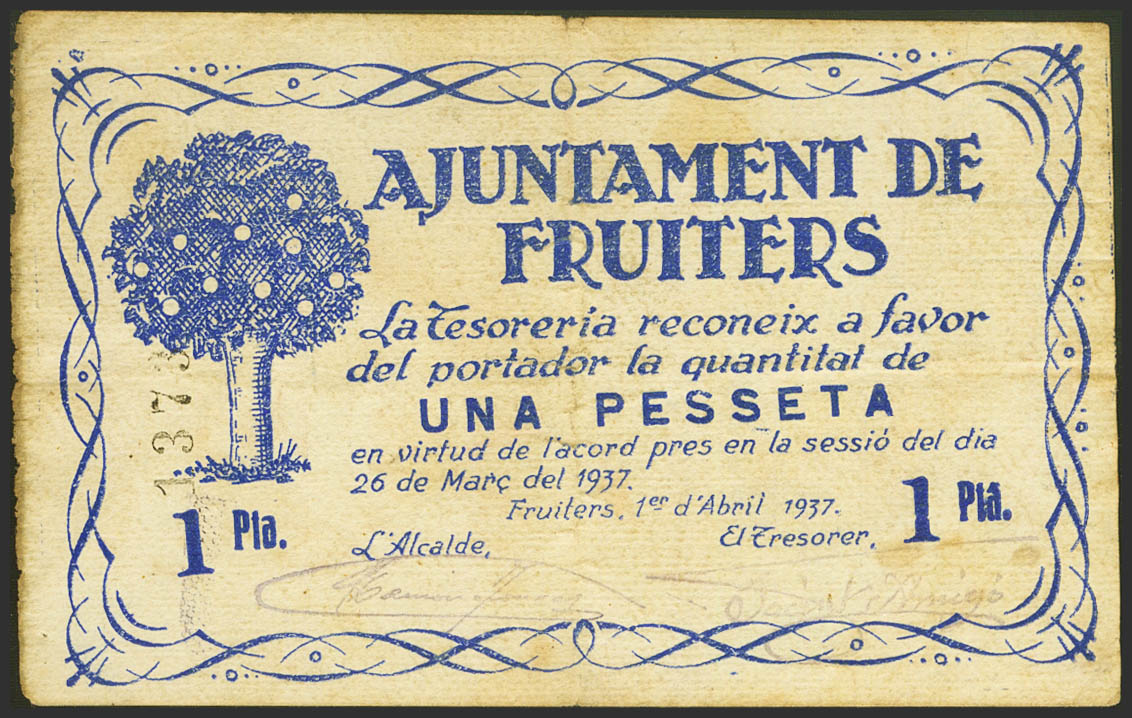 AJUNTAMENT DE
FRUITERS
La Tesoreria reconeix a favor
del portador la quantitat de
UNA PESSETA
en virtud de l'acord pres en la sessió del dia
26 de Març del 1937.
Fruiters, 1er d'Abril 1937.
L'Alcalde,
El Tresorer,
1373
1 Pta.
1 Ptá.